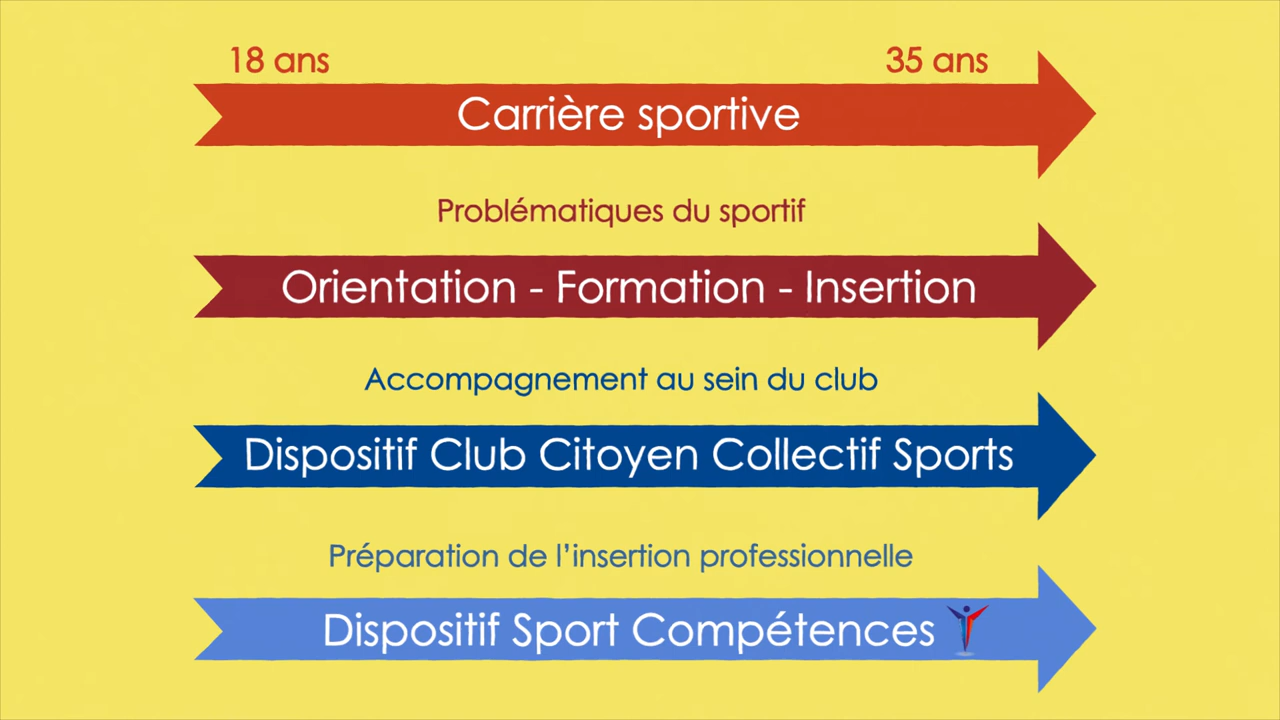 18 ans 35 ans
Carrière sportive
Problématiques du sportif
Orientation - Formation - Insertion
Accompagnement au sein du club
Dispositif Club Citoyen Collectif Sports
Préparation de l’insertion professionnelle
Dispositif Sport Compétences